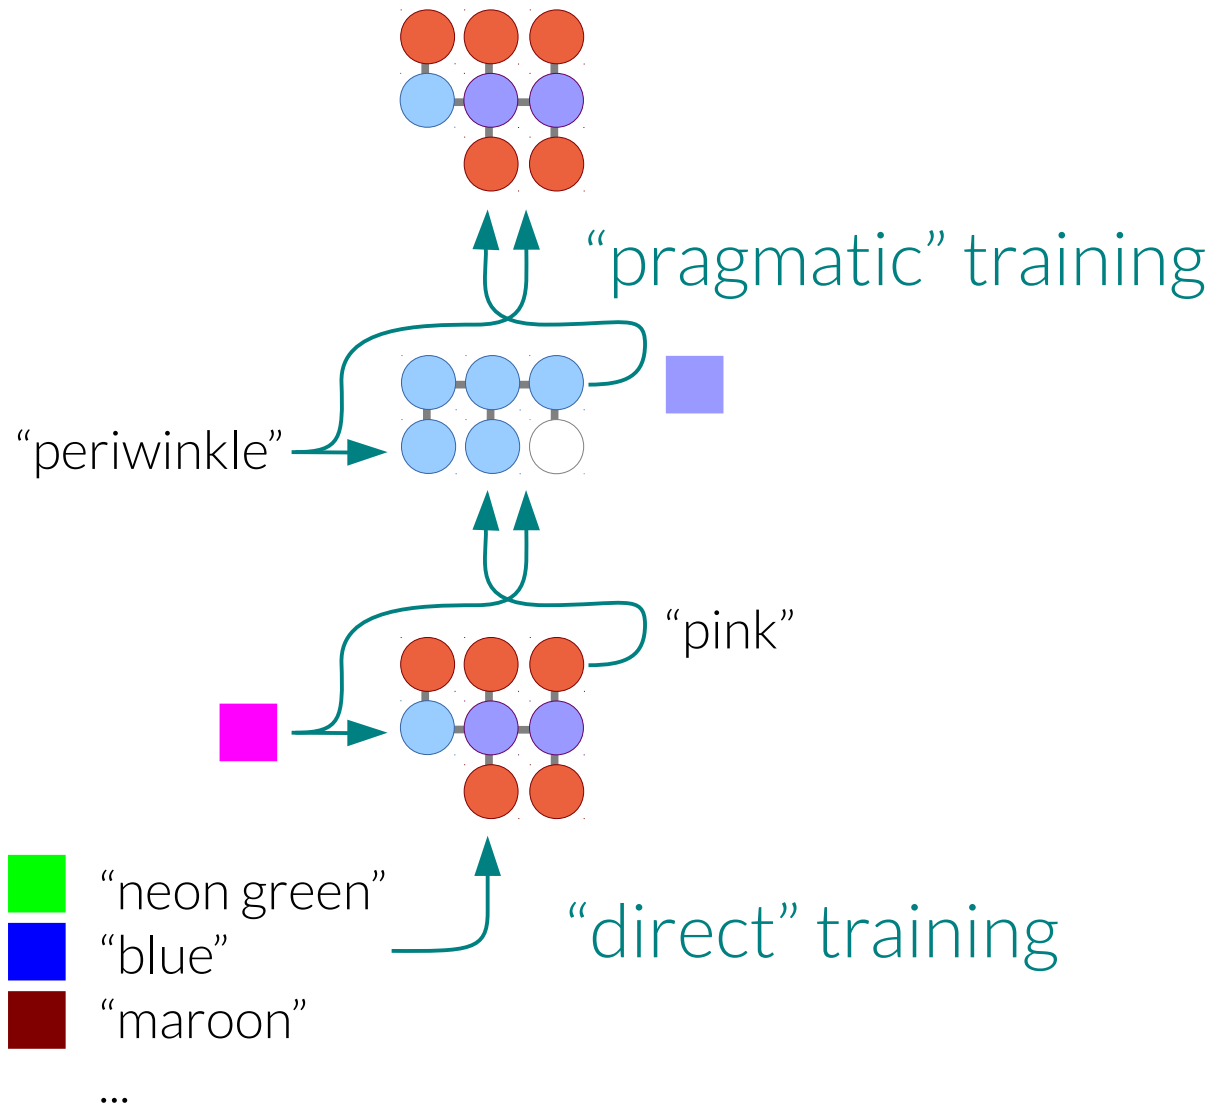 “pragmatic” training
“periwinkle”
“pink”
“neon green”
“blue”
“direct” training
“maroon”
...